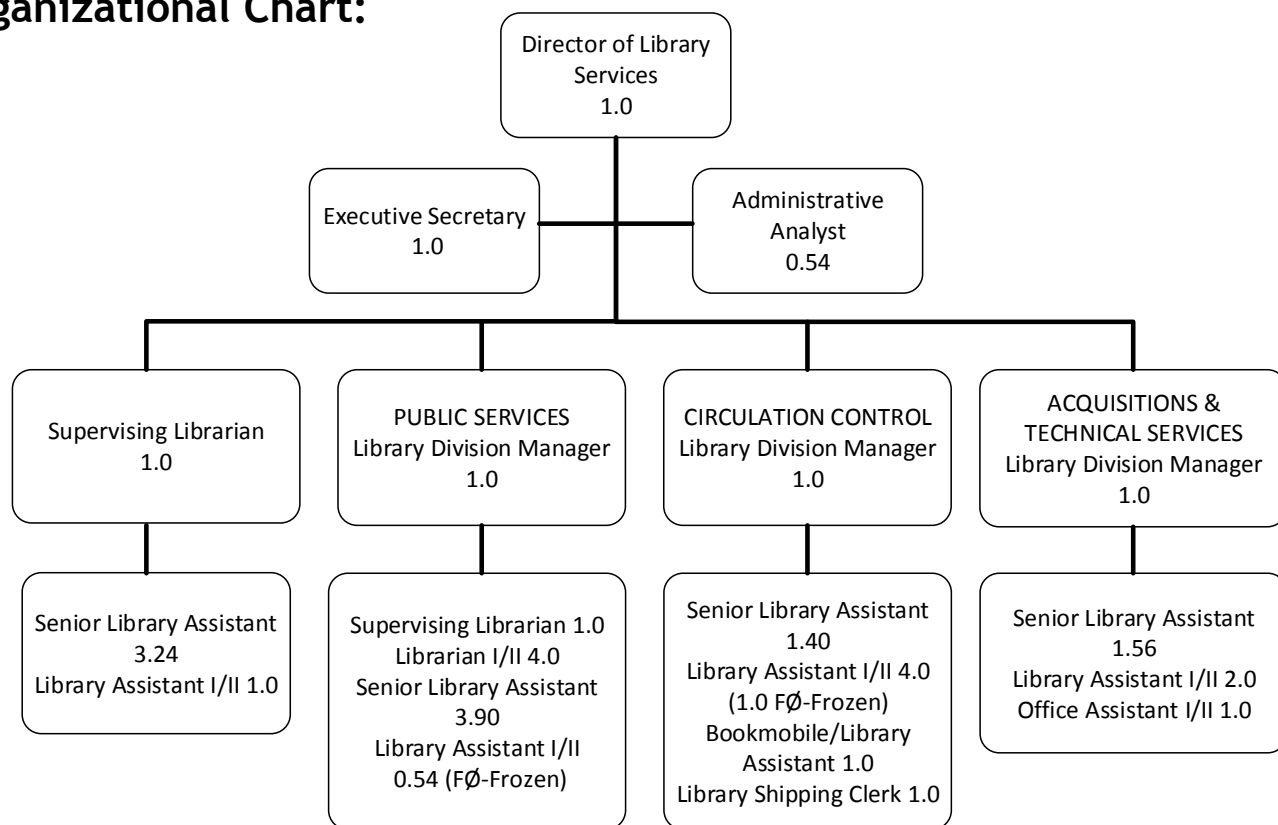 ganizational Chart:
Director of Library
Services
1.0
Executive Secretary
1.0
Administrative
Analyst
0.54
Supervising Librarian
1.0
PUBLIC SERVICES
Library Division Manager
1.0
CIRCULATION CONTROL
Library Division Manager
1.0
ACQUISITIONS &
TECHNICAL SERVICES
Library Division Manager
1.0
Senior Library Assistant
3.24
Library Assistant I/II 1.0
Supervising Librarian 1.0
Librarian I/II 4.0
Senior Library Assistant
3.90
Library Assistant I/II
0.54 (FØ-Frozen)
Senior Library Assistant
1.40
Library Assistant I/II 4.0
(1.0 FØ-Frozen)
Bookmobile/Library
Assistant 1.0
Library Shipping Clerk 1.0
Senior Library Assistant
1.56
Library Assistant I/II 2.0
Office Assistant I/II 1.0